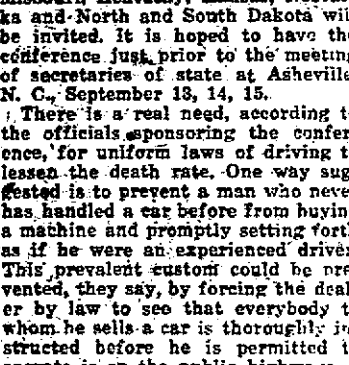 ka and North and South Dakota wil
be invited. It is hoped to have th
conference just prior to the meetin
of secretaries of state at Asheville
N. C., September 13, 14, 15.
There is a real need, according t
the officials sponsoring the confer
ence, for uniform laws of driving t
lessen the death rate. One way sug
gested is to prevent a man who neve
has handled a car before from buyin
a machine and promptly setting fort
as if he were an experienced driver
This prevalent custom could be pre
vented, they say, by forcing the deal
er by law to see that everybody t
whom he sells a car is thoroughly in
structed before he is permitted t